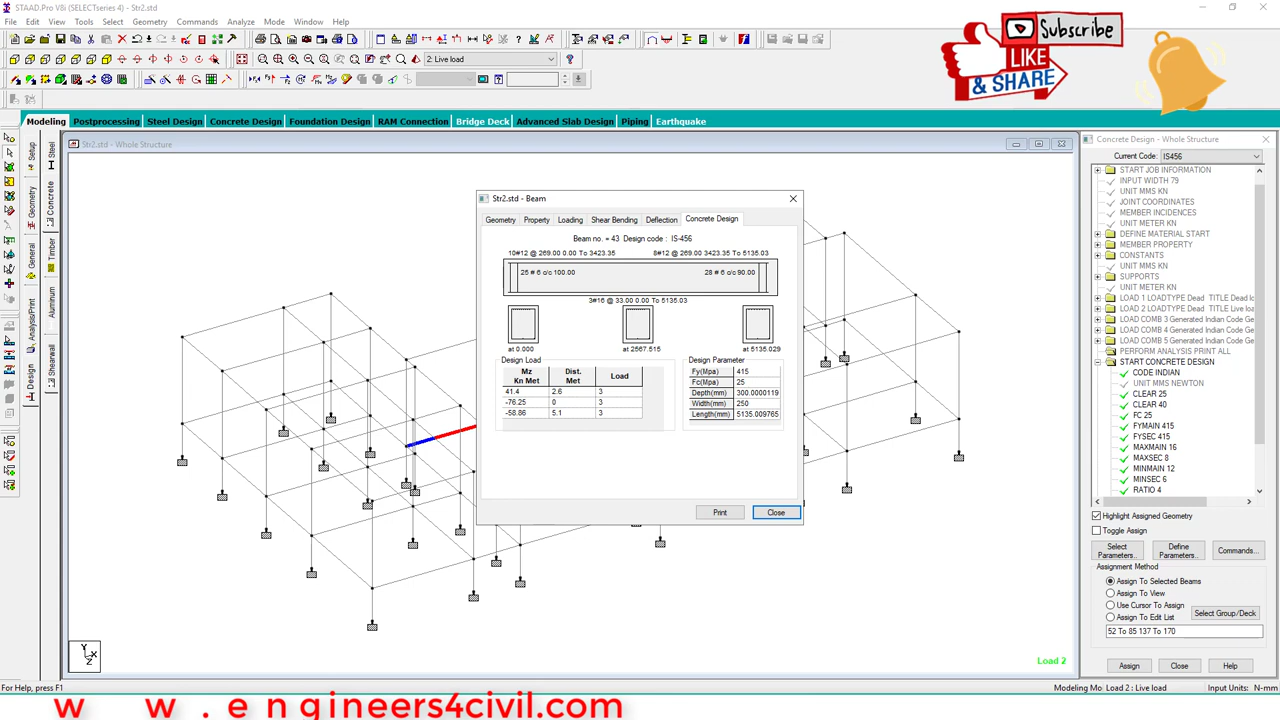 STAAD.Pro V8i (SELECTseries 4) - Str2.std
File Edit View Tools Select Geometry Commands Analyze Mode Window Help
2: Live load
Subscribe
LIKE
& SHARE
Modeling Postprocessing Steel Design Concrete Design Foundation Design RAM Connection Bridge Deck Advanced Slab Design Piping Earthquake
Setup
Geometry
General
Analysis/Print
Design
Steel
Concrete
Timber
Aluminum
Shearwall
Str2.std - Whole Structure
Str2.std - Beam
Geometry Property Loading Shear Bending Deflection Concrete Design
Beam no. = 43 Design code : IS-456
10#12 @ 269.00 0.00 To 3423.35 8#12 @ 269.00 3423.35 To 5135.03
25 # 6 c/c 100.00 28 # 6 c/c 90.00
3#16 @ 33.00 0.00 To 5135.03
at 0.000 at 2567.515 at 5135.029
Design Load
Mz Dist. Load
Kn Met Met
41.4 2.6 3
-76.25 0 3
-58.86 5.1 3
Design Parameter
Fy(Mpa) 415
Fc(Mpa) 25
Depth(mm) 300.0000119
Width(mm) 250
Length(mm) 5135.009765
Print Close
Y
X
Z
Load 2
Concrete Design - Whole Structure
Current Code: IS456
START JOB INFORMATION
INPUT WIDTH 79
UNIT MMS KN
JOINT COORDINATES
MEMBER INCIDENCES
UNIT METER KN
DEFINE MATERIAL START
MEMBER PROPERTY
CONSTANTS
UNIT METER KN
SUPPORTS
UNIT METER KN
LOAD 1 LOADTYPE Dead TITLE Dead lo
LOAD 2 LOADTYPE Live TITLE Live loa
LOAD COMB 3 Generated Indian Code Ge
LOAD COMB 4 Generated Indian Code Ge
LOAD COMB 5 Generated Indian Code Ge
PERFORM ANALYSIS PRINT ALL
START CONCRETE DESIGN
CODE INDIAN
UNIT MMS NEWTON
CLEAR 25
CLEAR 40
FC 25
FYMAIN 415
FYSEC 415
MAXMAIN 16
MAXSEC 8
MINMAIN 12
MINSEC 6
RATIO 4
Highlight Assigned Geometry
Toggle Assign
Select Parameters.. Define Parameters.. Commands...
Assignment Method
Assign To Selected Beams
Assign To View
Use Cursor To Assign Select Group/Deck
Assign To Edit List
52 To 85 137 To 170
Assign Close Help
For Help, press F1 Modeling Mo Load 2 : Live load Input Units: N-mm
w w . engineers4civil.com